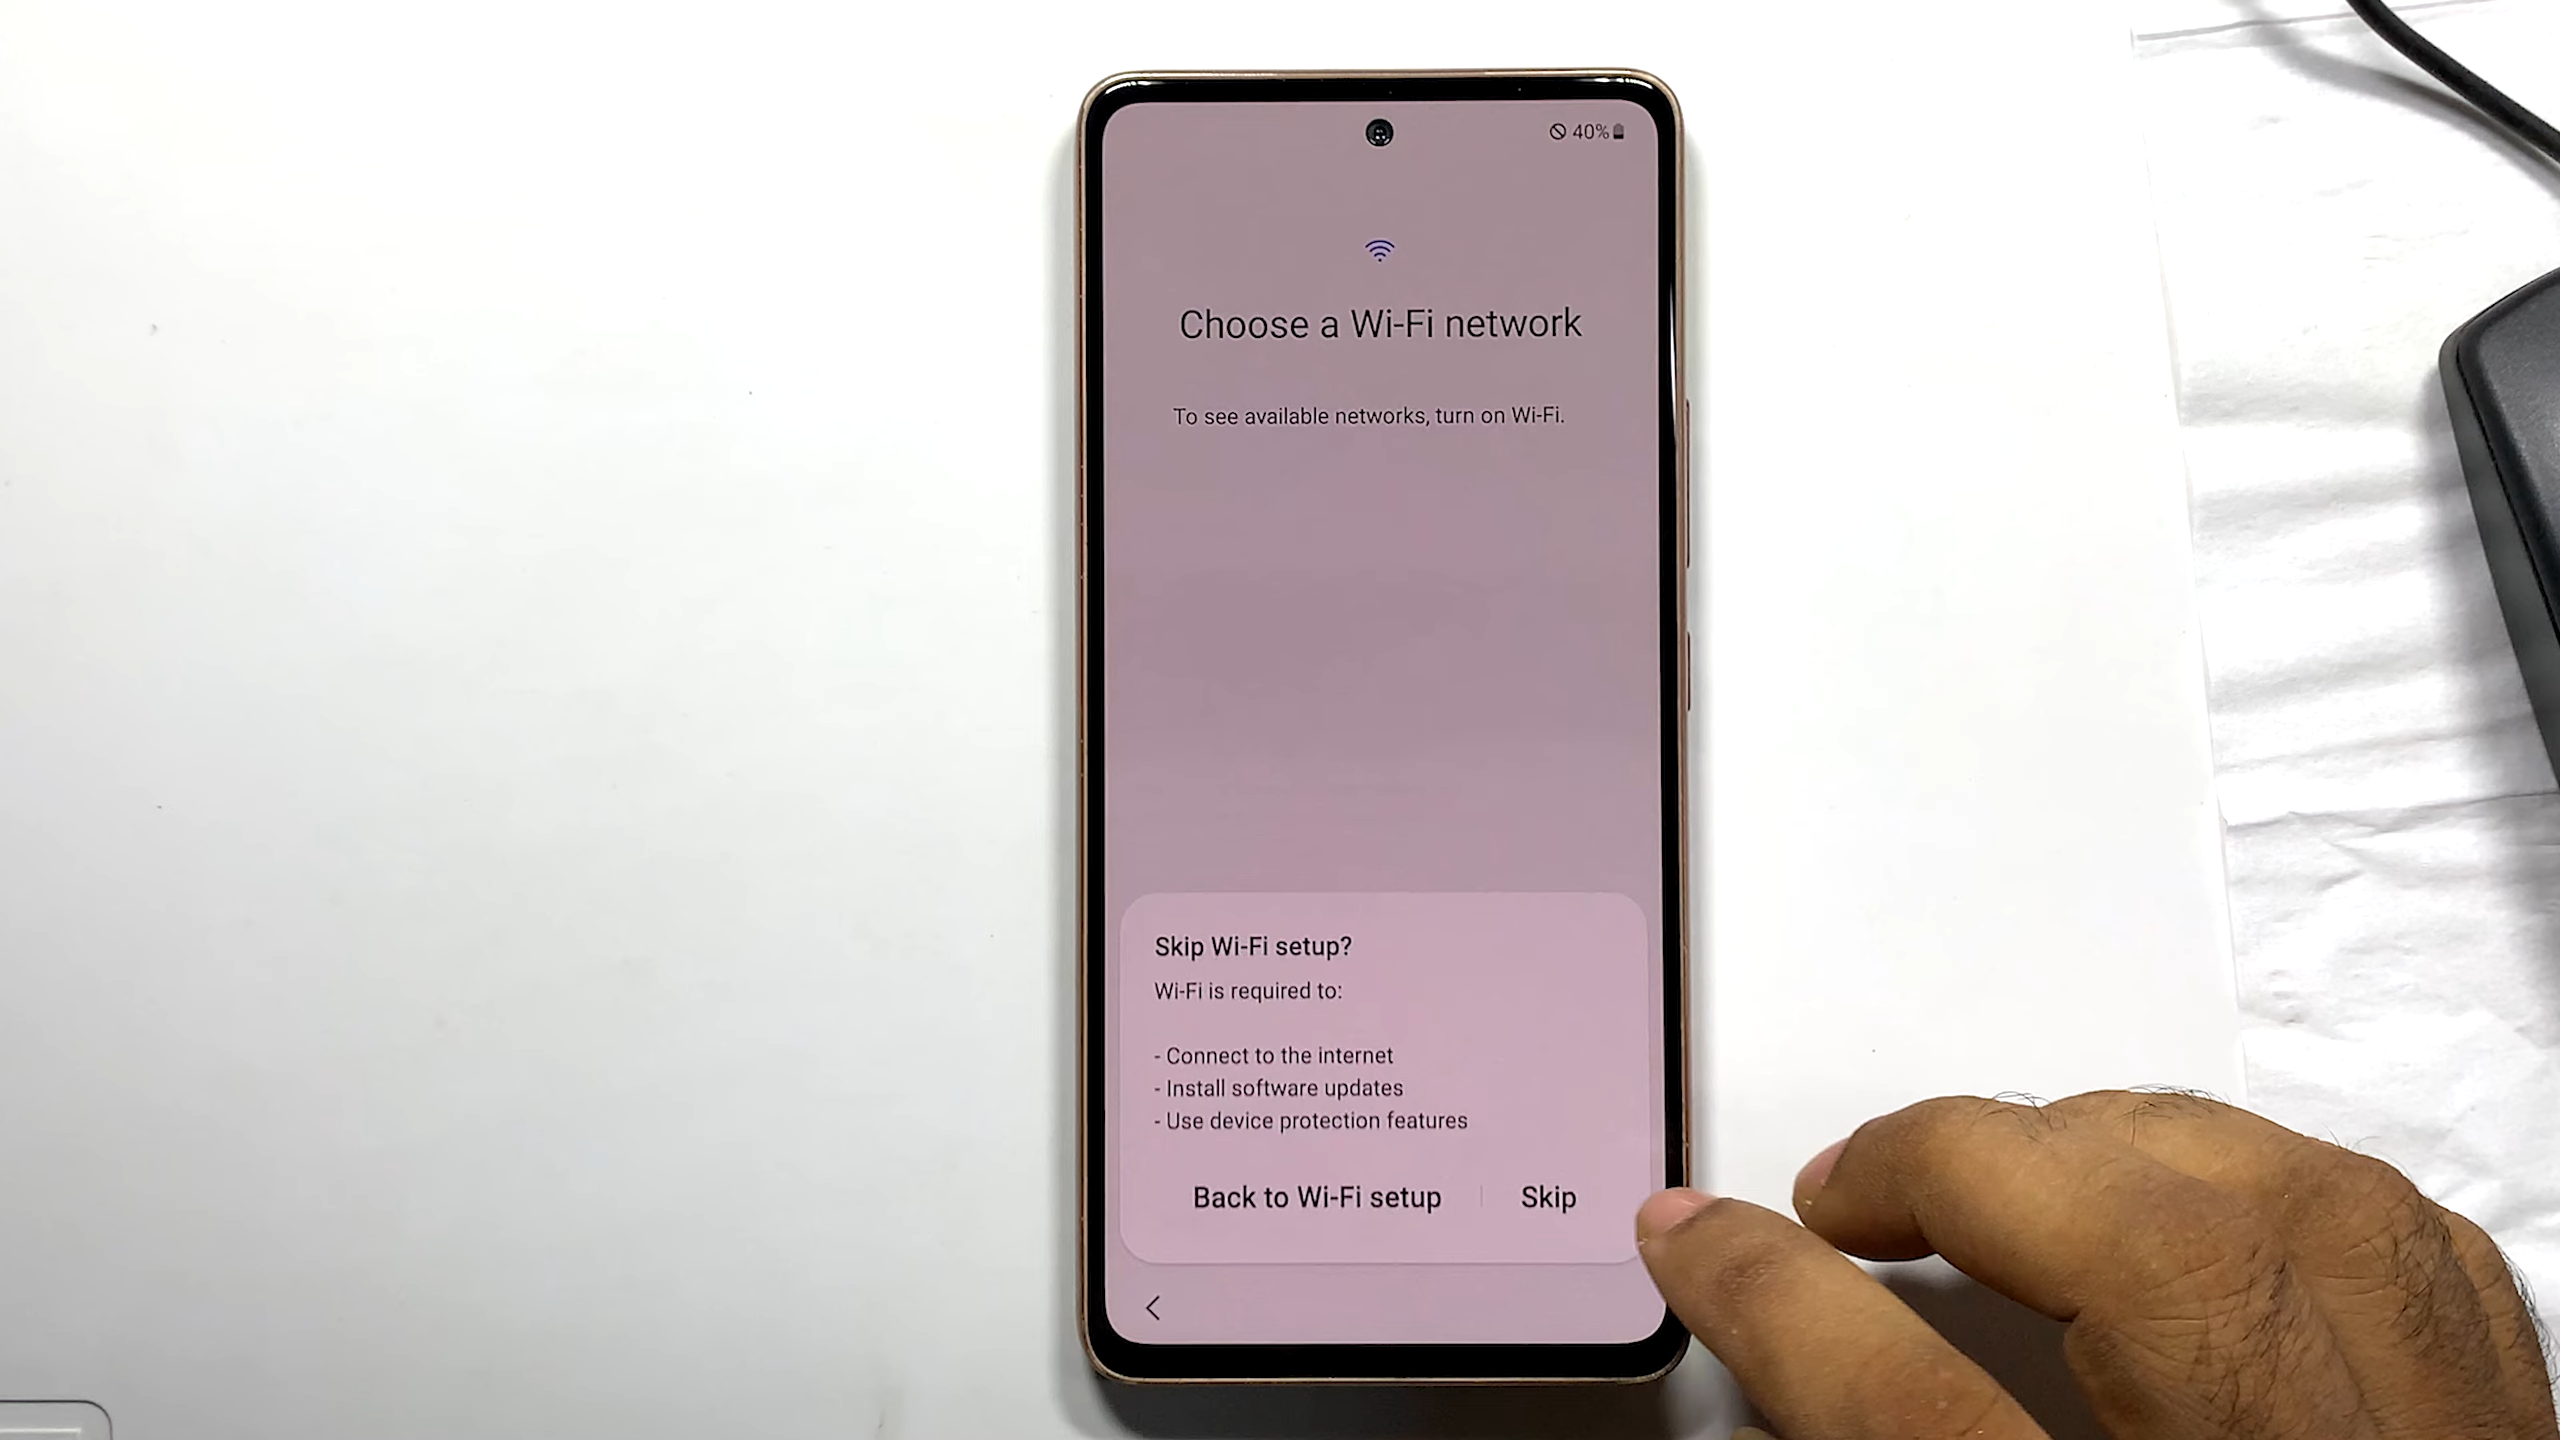 40%
Choose a Wi-Fi network
To see available networks, turn on Wi-Fi.
Skip Wi-Fi setup?
Wi-Fi is required to:
- Connect to the internet
- Install software updates
- Use device protection features
Back to Wi-Fi setup
Skip